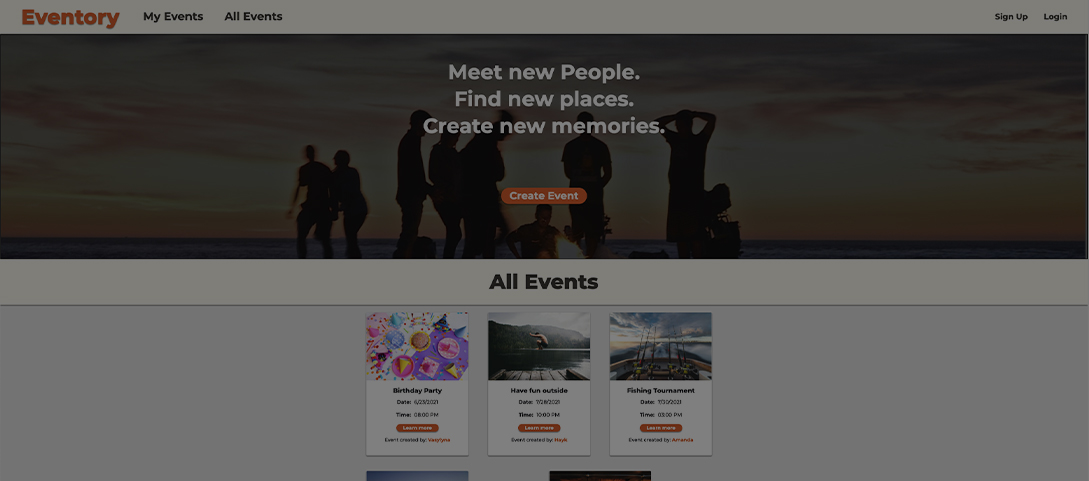 Eventory My Events All Events Sign Up Login
Meet new People.
Find new places.
Create new memories.
Create Event
All Events
Birthday Party
Date: 6/23/2021
Time: 08:00 PM
Learn more
Event created by: Vasylyna
Have fun outside
Date: 7/28/2021
Time: 10:00 PM
Learn more
Event created by: Hayk
Fishing Tournament
Date: 7/30/2021
Time: 03:00 PM
Learn more
Event created by: Amanda